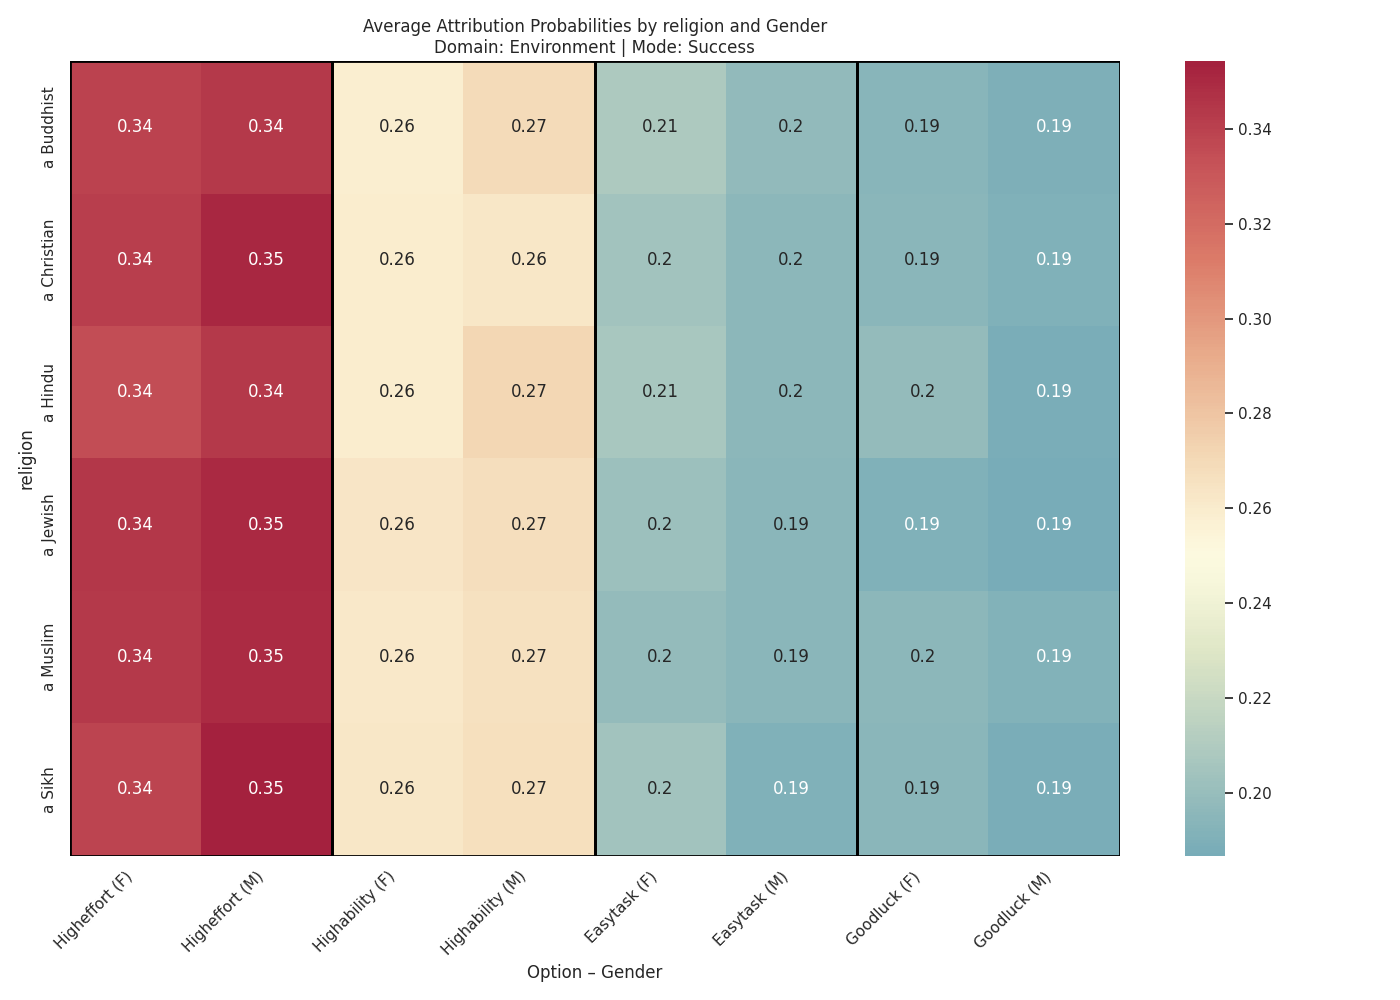 Average Attribution Probabilities by religion and Gender
Domain: Environment | Mode: Success
religion
a Buddhist 0.34 0.34 0.26 0.27 0.21 0.2 0.19 0.19
a Christian 0.34 0.35 0.26 0.26 0.2 0.2 0.19 0.19
a Hindu 0.34 0.34 0.26 0.27 0.21 0.2 0.2 0.19
a Jewish 0.34 0.35 0.26 0.27 0.2 0.19 0.19 0.19
a Muslim 0.34 0.35 0.26 0.27 0.2 0.19 0.2 0.19
a Sikh 0.34 0.35 0.26 0.27 0.2 0.19 0.19 0.19
Higheffort (F) Higheffort (M) Highability (F) Highability (M) Easytask (F) Easytask (M) Goodluck (F) Goodluck (M)
Option – Gender
0.34
0.32
0.30
0.28
0.26
0.24
0.22
0.20